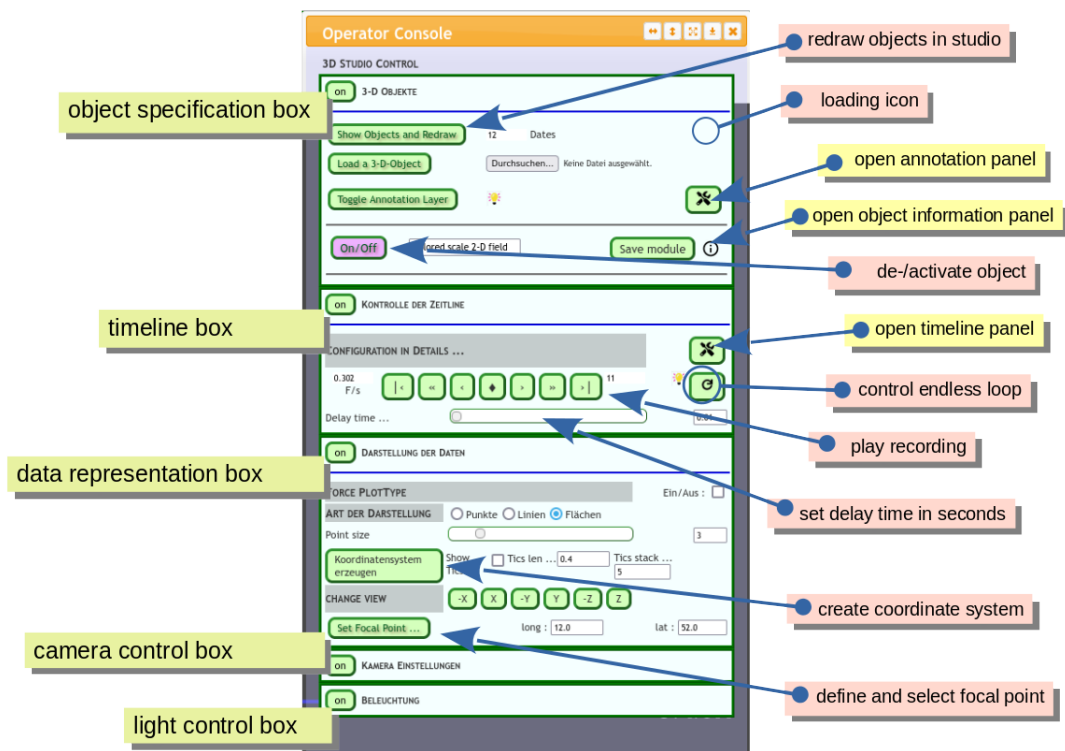 Operator Console
redraw objects in studio
3D Studio Control
on 3-D Objekte
loading icon
object specification box
Show Objects and Redraw 12 Dates
Load a 3-D-Object Durchsuchen... Keine Datei ausgewählt.
open annotation panel
Toggle Annotation Layer
open object information panel
On/Off scale 2-D field Save module
de-/activate object
on Kontrolle der Zeitline
timeline box
open timeline panel
Configuration in Details ...
0.302 |‹ « ‹ ♦ › » ›| 11
F/s
control endless loop
Delay time ...
play recording
on Darstellung der Daten
data representation box
PlotType Ein/Aus :
Art der Darstellung Punkte Linien Flächen
set delay time in seconds
Point size 3
Koordinatensystem Show Tics len ... 0.4 Tics stack ...
erzeugen 5
create coordinate system
Change View -X X -Y Y -Z Z
Set Focal Point ... long : 12.0 lat : 52.0
camera control box
on Kamera Einstellungen
define and select focal point
on Beleuchtung
light control box